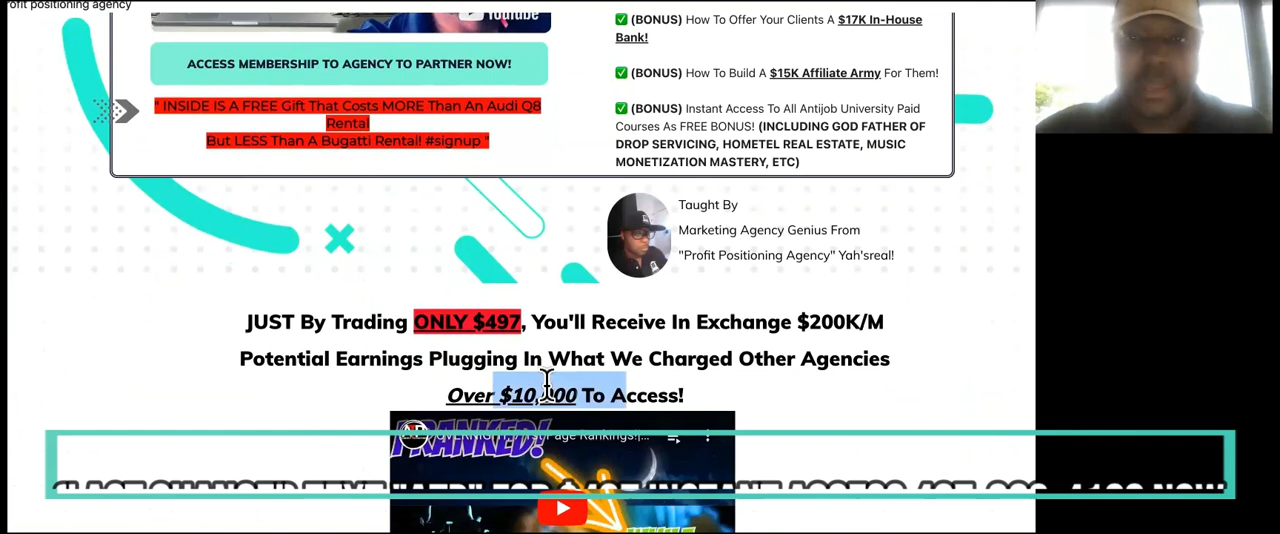 ofit positioning agency
YouTube
ACCESS MEMBERSHIP TO AGENCY TO PARTNER NOW!
" INSIDE IS A FREE Gift That Costs MORE Than An Audi Q8
Rental
But LESS Than A Bugatti Rental! #signup "
(BONUS) How To Offer Your Clients A $17K In-House
Bank!
(BONUS) How To Build A $15K Affiliate Army For Them!
(BONUS) Instant Access To All Antijob University Paid
Courses As FREE BONUS! (INCLUDING GOD FATHER OF
DROP SERVICING, HOMETEL REAL ESTATE, MUSIC
MONETIZATION MASTERY, ETC)
Taught By
Marketing Agency Genius From
"Profit Positioning Agency" Yah'sreal!
JUST By Trading ONLY $497, You'll Receive In Exchange $200K/M
Potential Earnings Plugging In What We Charged Other Agencies
Over $10,000 To Access!
RANKED!